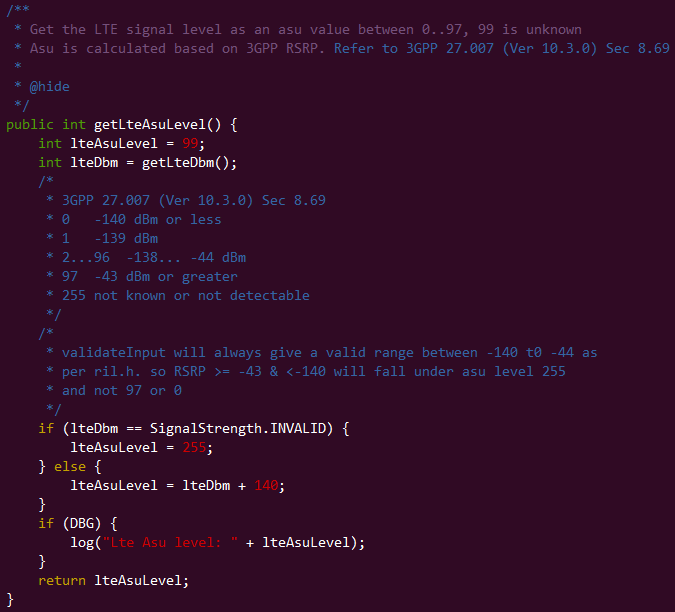 /**
 * Get the LTE signal level as an asu value between 0..97, 99 is unknown
 * Asu is calculated based on 3GPP RSRP. Refer to 3GPP 27.007 (Ver 10.3.0) Sec 8.69
 *
 * @hide
 */
public int getLteAsuLevel() {
    int lteAsuLevel = 99;
    int lteDbm = getLteDbm();
    /*
     * 3GPP 27.007 (Ver 10.3.0) Sec 8.69
     * 0   -140 dBm or less
     * 1   -139 dBm
     * 2...96  -138... -44 dBm
     * 97  -43 dBm or greater
     * 255 not known or not detectable
     */
    /*
     * validateInput will always give a valid range between -140 t0 -44 as
     * per ril.h. so RSRP >= -43 & <-140 will fall under asu level 255
     * and not 97 or 0
     */
    if (lteDbm == SignalStrength.INVALID) {
        lteAsuLevel = 255;
    } else {
        lteAsuLevel = lteDbm + 140;
    }
    if (DBG) {
        log("Lte Asu level: " + lteAsuLevel);
    }
    return lteAsuLevel;
}